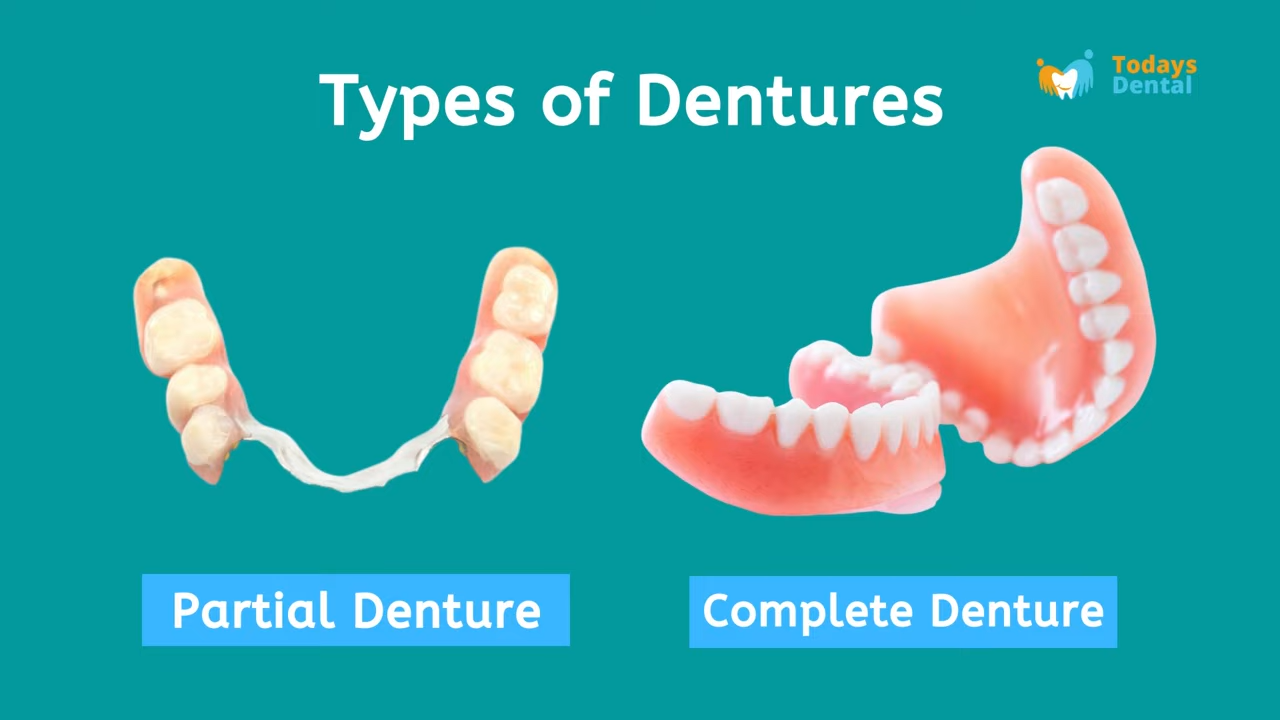 Types of Dentures
Todays
Dental
Partial Denture
Complete Denture